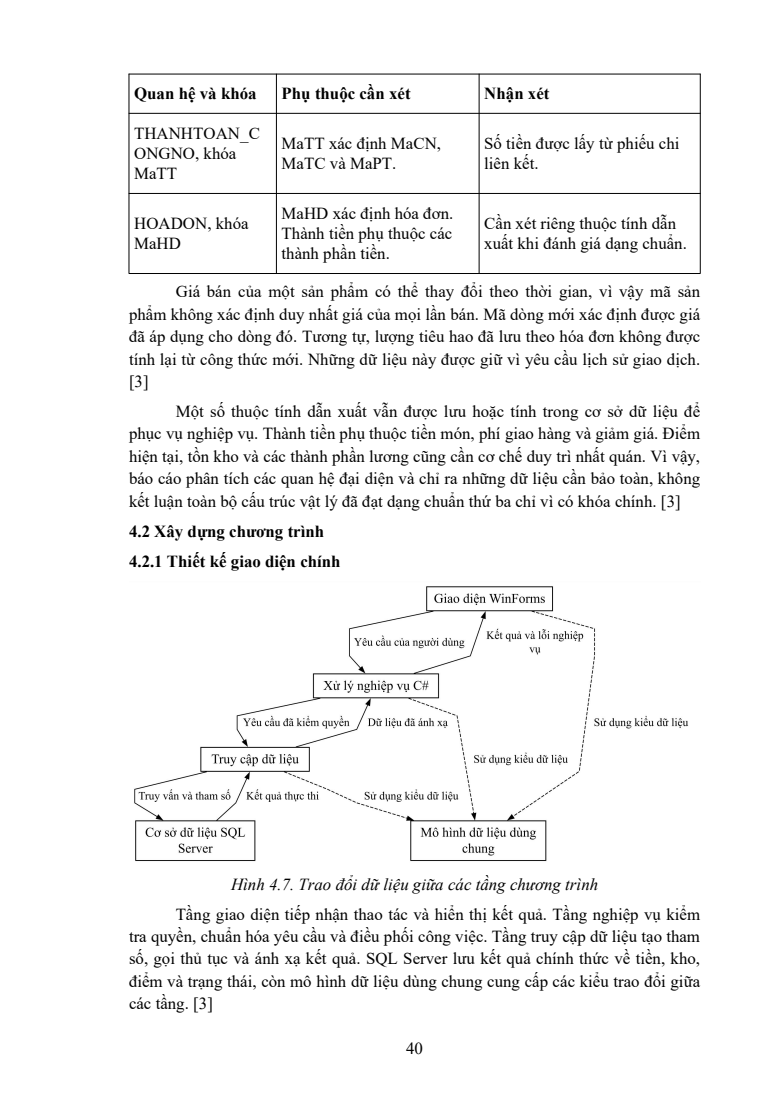 Quan hệ và khóa
Phụ thuộc cần xét
Nhận xét
THANHTOAN_C
ONGNO, khóa
MaTT
MaTT xác định MaCN,
MaTC và MaPT.
Số tiền được lấy từ phiếu chi
liên kết.
HOADON, khóa
MaHD
MaHD xác định hóa đơn.
Thành tiền phụ thuộc các
thành phần tiền.
Cần xét riêng thuộc tính dẫn
xuất khi đánh giá dạng chuẩn.
Giá bán của một sản phẩm có thể thay đổi theo thời gian, vì vậy mã sản
phẩm không xác định duy nhất giá của mọi lần bán. Mã dòng mới xác định được giá
đã áp dụng cho dòng đó. Tương tự, lượng tiêu hao đã lưu theo hóa đơn không được
tính lại từ công thức mới. Những dữ liệu này được giữ vì yêu cầu lịch sử giao dịch.
[3]
Một số thuộc tính dẫn xuất vẫn được lưu hoặc tính trong cơ sở dữ liệu để
phục vụ nghiệp vụ. Thành tiền phụ thuộc tiền món, phí giao hàng và giảm giá. Điểm
hiện tại, tồn kho và các thành phần lương cũng cần cơ chế duy trì nhất quán. Vì vậy,
báo cáo phân tích các quan hệ đại diện và chỉ ra những dữ liệu cần bảo toàn, không
kết luận toàn bộ cấu trúc vật lý đã đạt dạng chuẩn thứ ba chỉ vì có khóa chính. [3]
4.2 Xây dựng chương trình
4.2.1 Thiết kế giao diện chính
Giao diện WinForms
Yêu cầu của người dùng
Kết quả và lỗi nghiệp
vụ
Xử lý nghiệp vụ C#
Yêu cầu đã kiểm quyền
Dữ liệu đã ánh xạ
Sử dụng kiểu dữ liệu
Truy cập dữ liệu
Sử dụng kiểu dữ liệu
Truy vấn và tham số
Kết quả thực thi
Sử dụng kiểu dữ liệu
Cơ sở dữ liệu SQL
Server
Mô hình dữ liệu dùng
chung
Hình 4.7. Trao đổi dữ liệu giữa các tầng chương trình
Tầng giao diện tiếp nhận thao tác và hiển thị kết quả. Tầng nghiệp vụ kiểm
tra quyền, chuẩn hóa yêu cầu và điều phối công việc. Tầng truy cập dữ liệu tạo tham
số, gọi thủ tục và ánh xạ kết quả. SQL Server lưu kết quả chính thức về tiền, kho,
điểm và trạng thái, còn mô hình dữ liệu dùng chung cung cấp các kiểu trao đổi giữa
các tầng. [3]
40